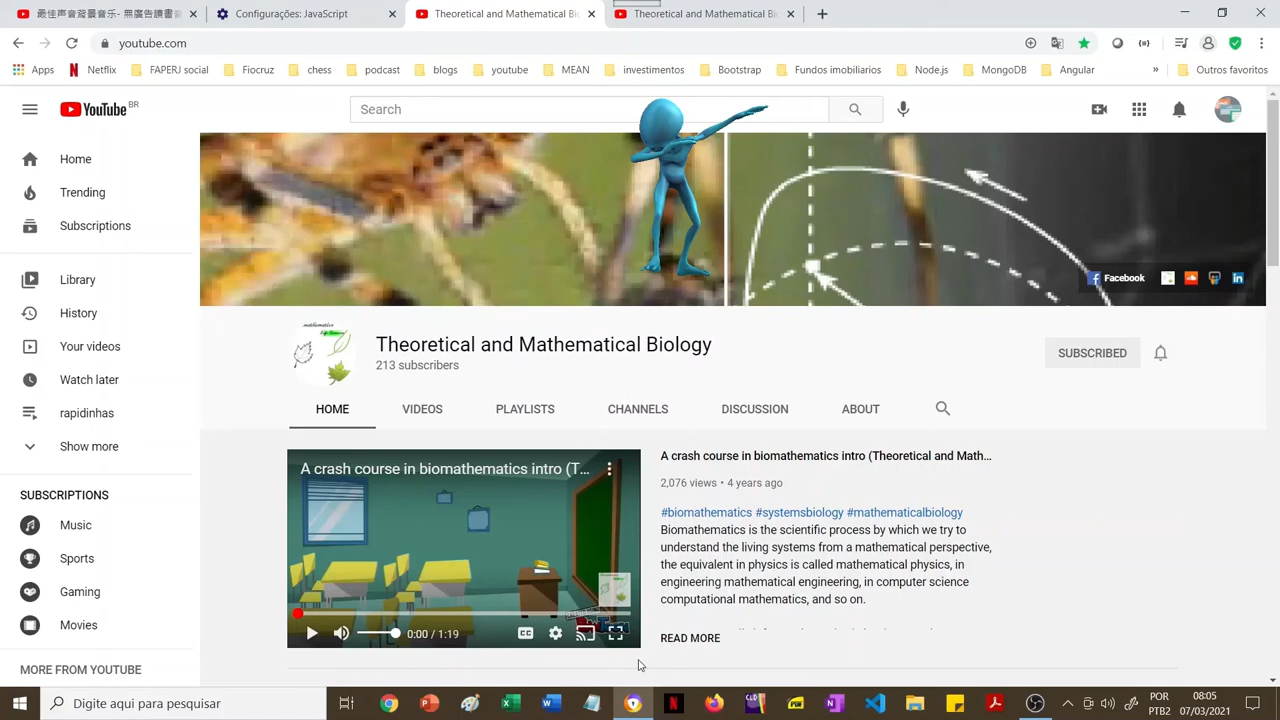 最佳声音背景音乐- 無廣告讀書音
Configurações: JavaScript
Theoretical and Mathematical Bi
Theoretical and Mathematical Bi
youtube.com
Apps
Netflix
FAPERJ social
Fiocruz
chess
podcast
blogs
youtube
MEAN
investimentos
Bootstrap
Fundos imobiliarios
Node.js
MongoDB
Angular
»
Outros favoritos
YouTube BR
Search
Home
Trending
Subscriptions
Library
History
Your videos
Watch later
rapidinhas
Show more
SUBSCRIPTIONS
Music
Sports
Gaming
Movies
MORE FROM YOUTUBE
Facebook
Theoretical and Mathematical Biology
213 subscribers
SUBSCRIBED
HOME
VIDEOS
PLAYLISTS
CHANNELS
DISCUSSION
ABOUT
A crash course in biomathematics intro (T...
0:00 / 1:19
A crash course in biomathematics intro (Theoretical and Math...
2,076 views • 4 years ago
#biomathematics #systemsbiology #mathematicalbiology
Biomathematics is the scientific process by which we try to
understand the living systems from a mathematical perspective,
the equivalent in physics is called mathematical physics, in
engineering mathematical engineering, in computer science
computational mathematics, and so on.
READ MORE
Digite aqui para pesquisar
POR
PTB2
08:05
07/03/2021